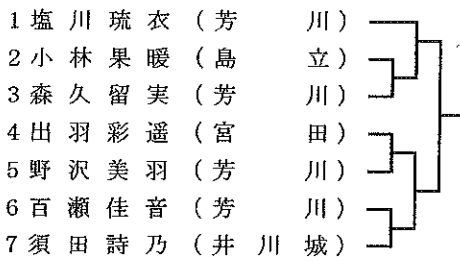 1 塩川琉衣 (芳川)
2 小林果暖 (島立)
3 森久留実 (芳川)
4 出羽彩遥 (宮田)
5 野沢美羽 (芳川)
6 百瀬佳音 (芳川)
7 須田詩乃 (井川城)